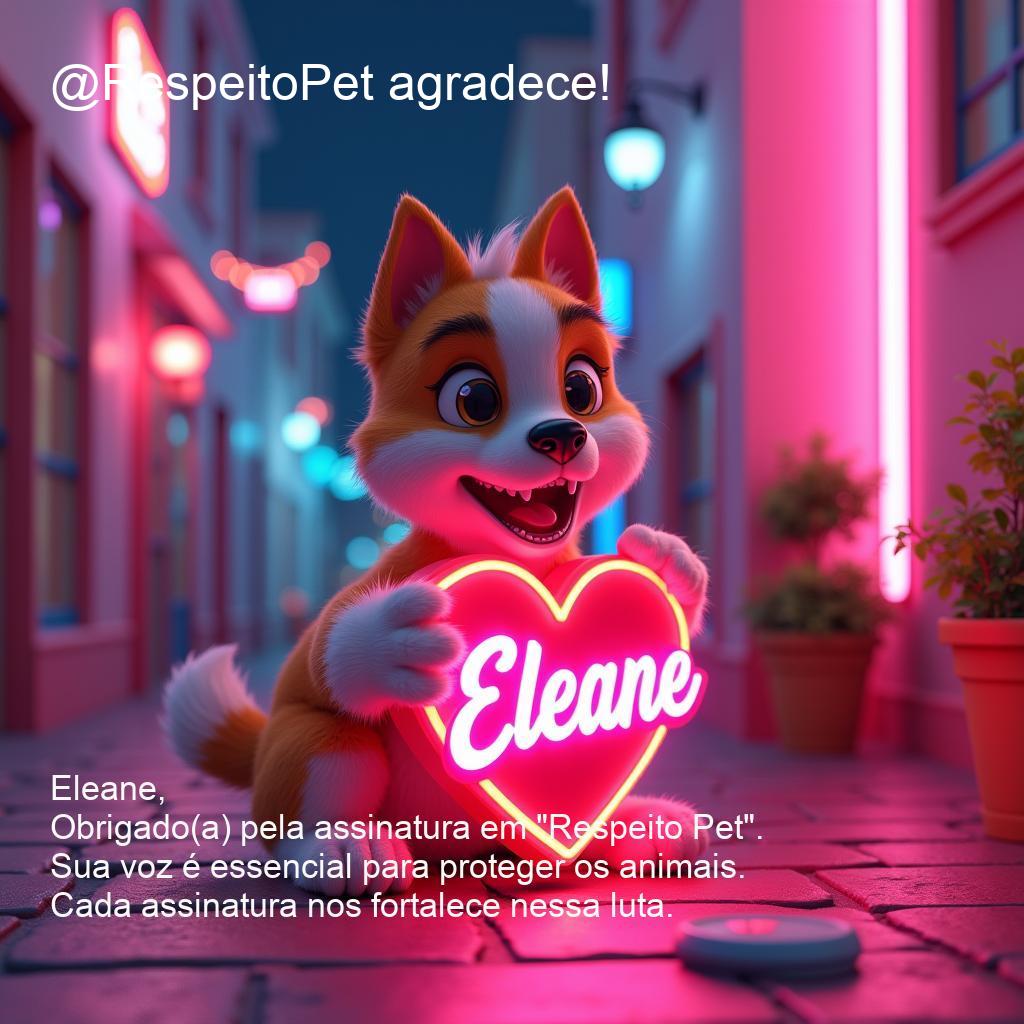 @RespeitoPet agradece!
Eleane
Eleane,
Obrigado(a) pela assinatura em "Respeito Pet".
Sua voz é essencial para proteger os animais.
Cada assinatura nos fortalece nessa luta.